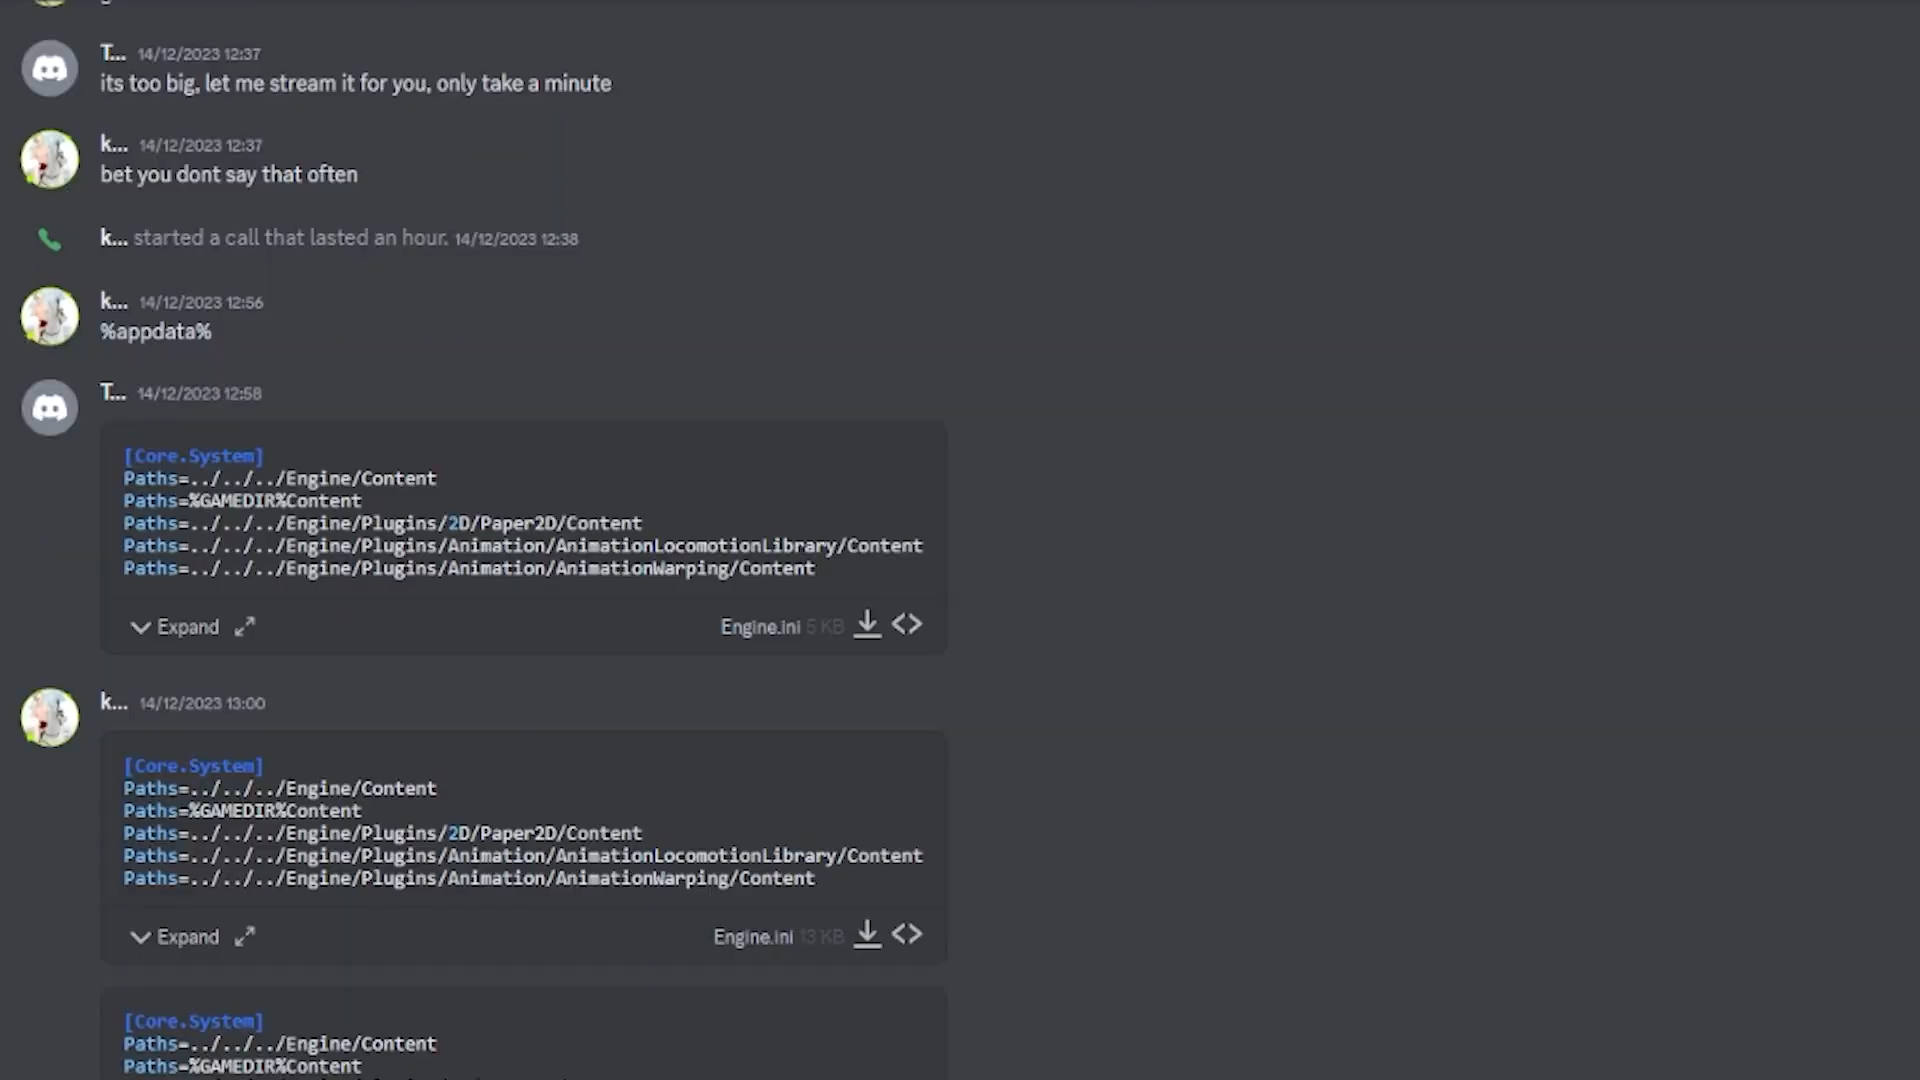 T... 14/12/2023 12:37
its too big, let me stream it for you, only take a minute
k... 14/12/2023 12:37
bet you dont say that often
k... started a call that lasted an hour. 14/12/2023 12:38
k... 14/12/2023 12:56
%appdata%
T... 14/12/2023 12:58
[Core.System]
Paths=../../../Engine/Content
Paths=%GAMEDIR%Content
Paths=../../../Engine/Plugins/2D/Paper2D/Content
Paths=../../../Engine/Plugins/Animation/AnimationLocomotionLibrary/Content
Paths=../../../Engine/Plugins/Animation/AnimationWarping/Content
Expand Engine.ini 5 KB <>
k... 14/12/2023 13:00
[Core.System]
Paths=../../../Engine/Content
Paths=%GAMEDIR%Content
Paths=../../../Engine/Plugins/2D/Paper2D/Content
Paths=../../../Engine/Plugins/Animation/AnimationLocomotionLibrary/Content
Paths=../../../Engine/Plugins/Animation/AnimationWarping/Content
Expand Engine.ini 13 KB <>
[Core.System]
Paths=../../../Engine/Content
Paths=%GAMEDIR%Content